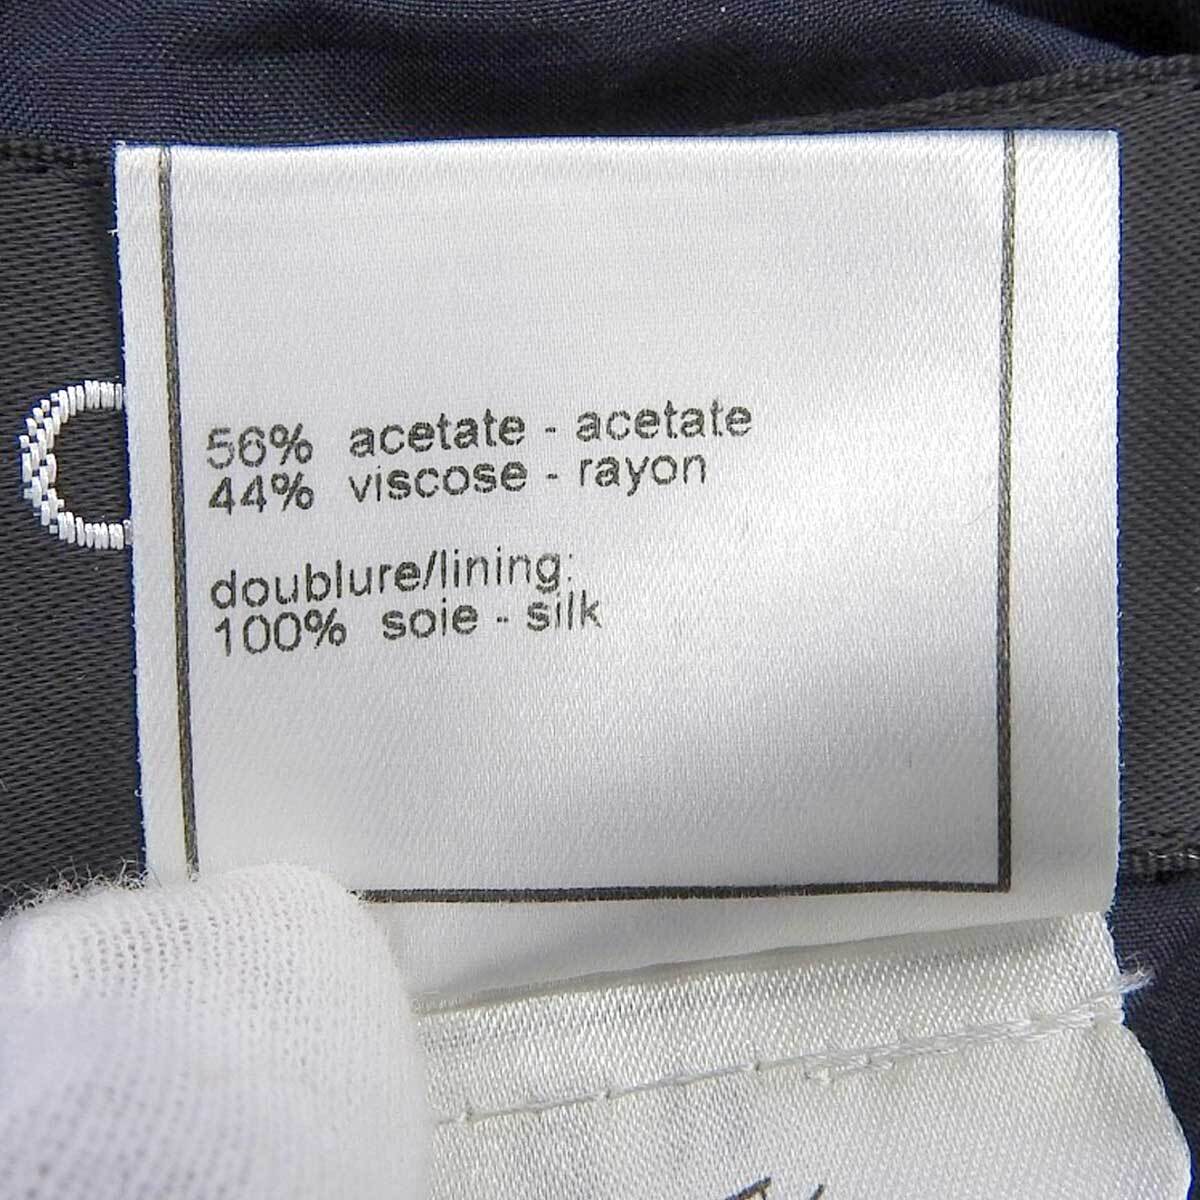 56% acetate - acetate
44% viscose - rayon
doublure/lining:
100% soie - silk